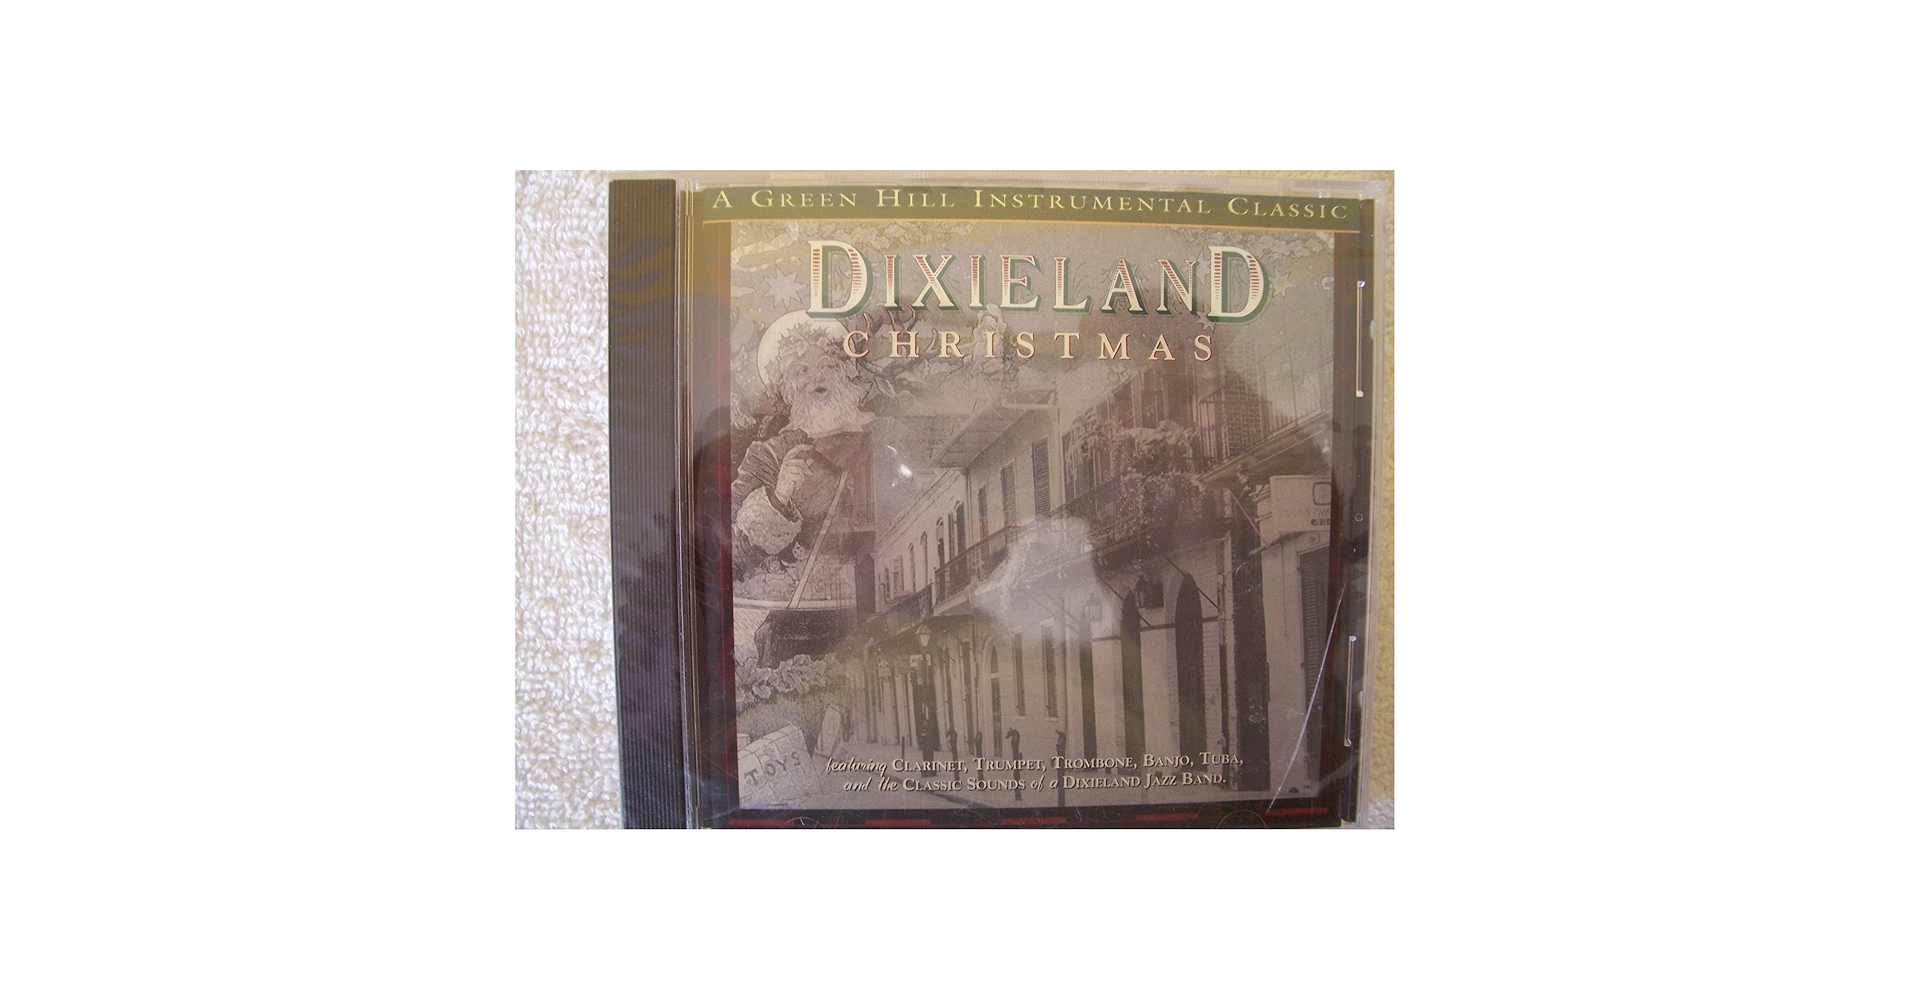 A GREEN HILL INSTRUMENTAL CLASSIC
DIXIELAND
CHRISTMAS
TOYS
featuring CLARINET, TRUMPET, TROMBONE, BANJO, TUBA,
and the CLASSIC SOUNDS of a DIXIELAND JAZZ BAND.